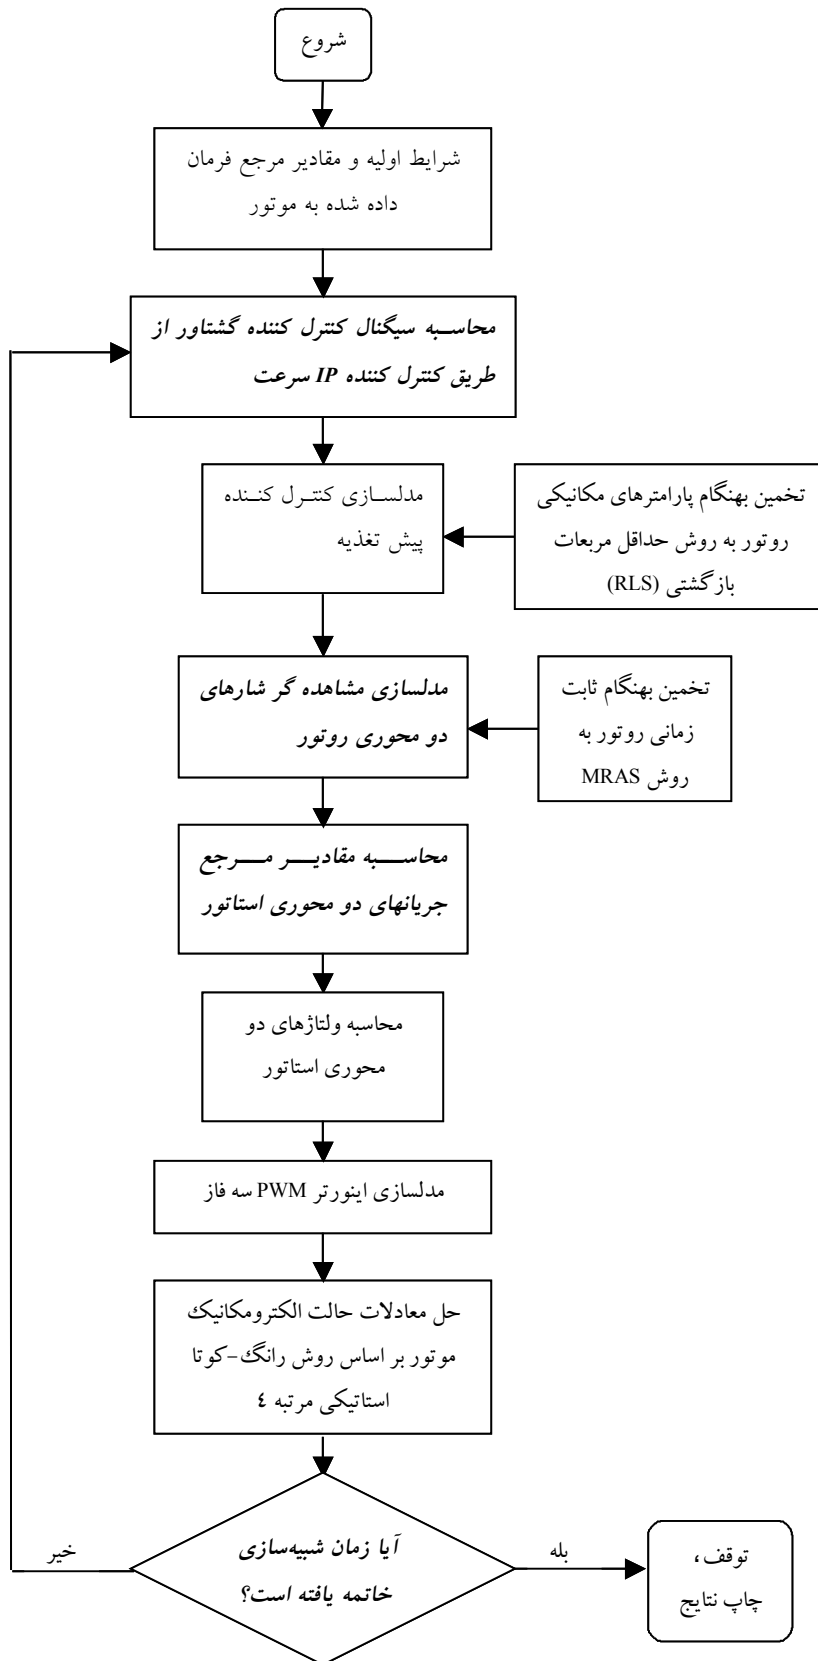 شروع
شرایط اولیه و مقادیر مرجع فرمان
داده شده به موتور
محاسبه سیگنال کنترل کننده گشتاور از
طریق کنترل کننده IP سرعت
مدلسازی کنترل کننده
پیش تغذیه
تخمین بهنگام پارامترهای مکانیکی
روتور به روش حداقل مربعات
بازگشتی (RLS)
مدلسازی مشاهده گر شارهای
دو محوری روتور
تخمین بهنگام ثابت
زمانی روتور به
روش MRAS
محاسبه مقادیر مرجع
جریانهای دو محوری استاتور
محاسبه ولتاژهای دو
محوری استاتور
مدلسازی اینورتر PWM سه فاز
حل معادلات حالت الکترومکانیک
موتور بر اساس روش رانگ-کوتا
استاتیکی مرتبه ٤
آیا زمان شبیه‌سازی
خاتمه یافته است؟
خیر
بله
توقف،
چاپ نتایج